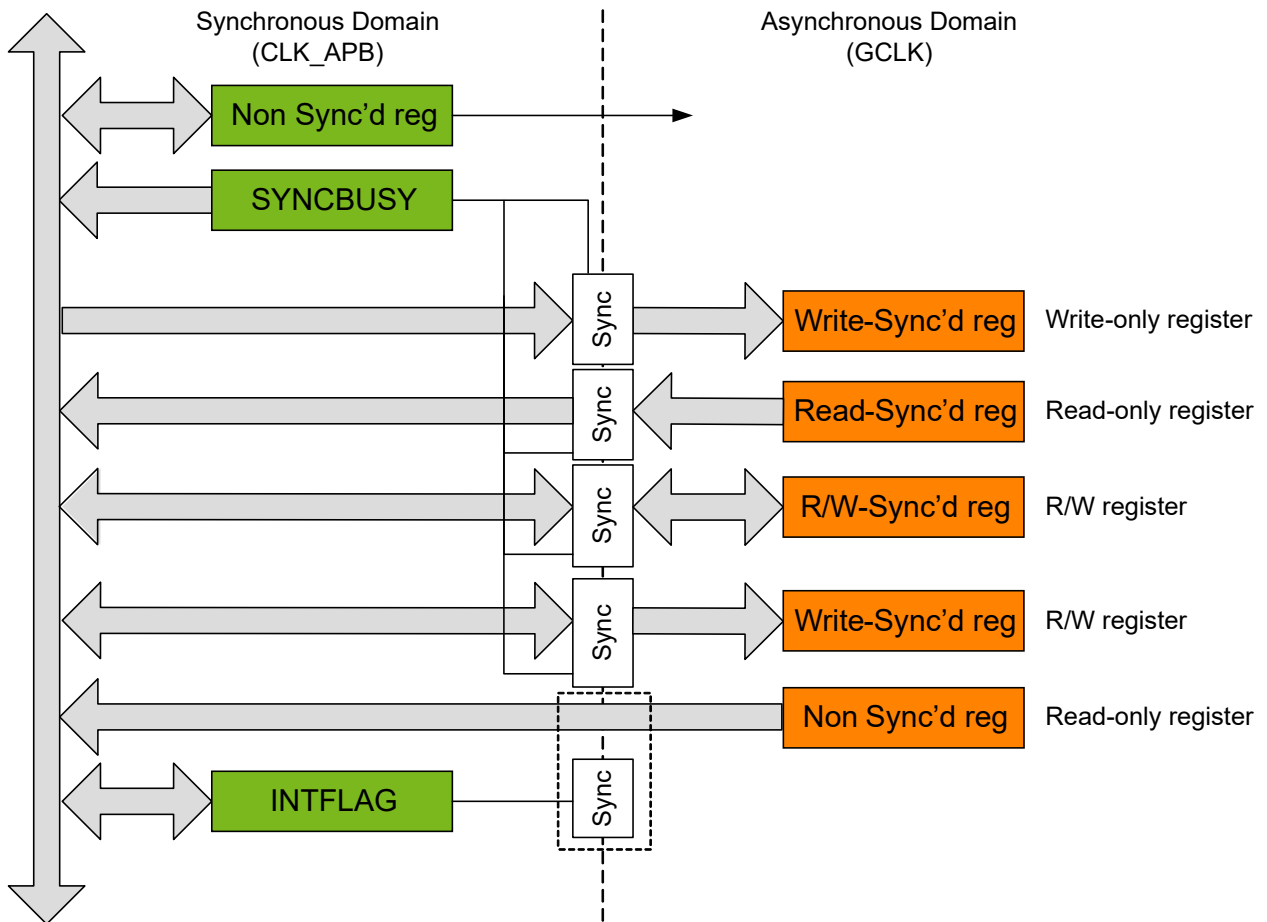 Synchronous Domain
(CLK_APB)
Asynchronous Domain
(GCLK)
Non Sync’d reg
SYNCBUSY
Sync
Write-Sync’d reg
Write-only register
Sync
Read-Sync’d reg
Read-only register
Sync
R/W-Sync’d reg
R/W register
Sync
Write-Sync’d reg
R/W register
Non Sync’d reg
Read-only register
INTFLAG
Sync